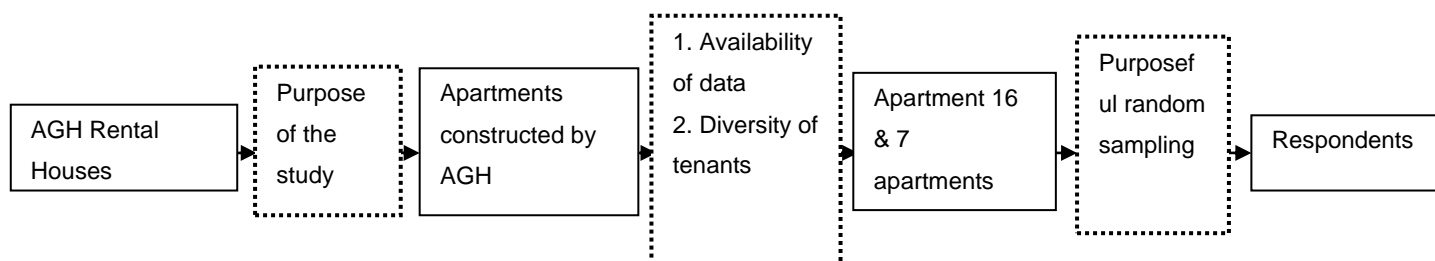 AGH Rental
Houses
Purpose
of the
study
Apartments
constructed by
AGH
1. Availability
of data
2. Diversity of
tenants
Apartment 16
& 7
apartments
Purposef
ul random
sampling
Respondents